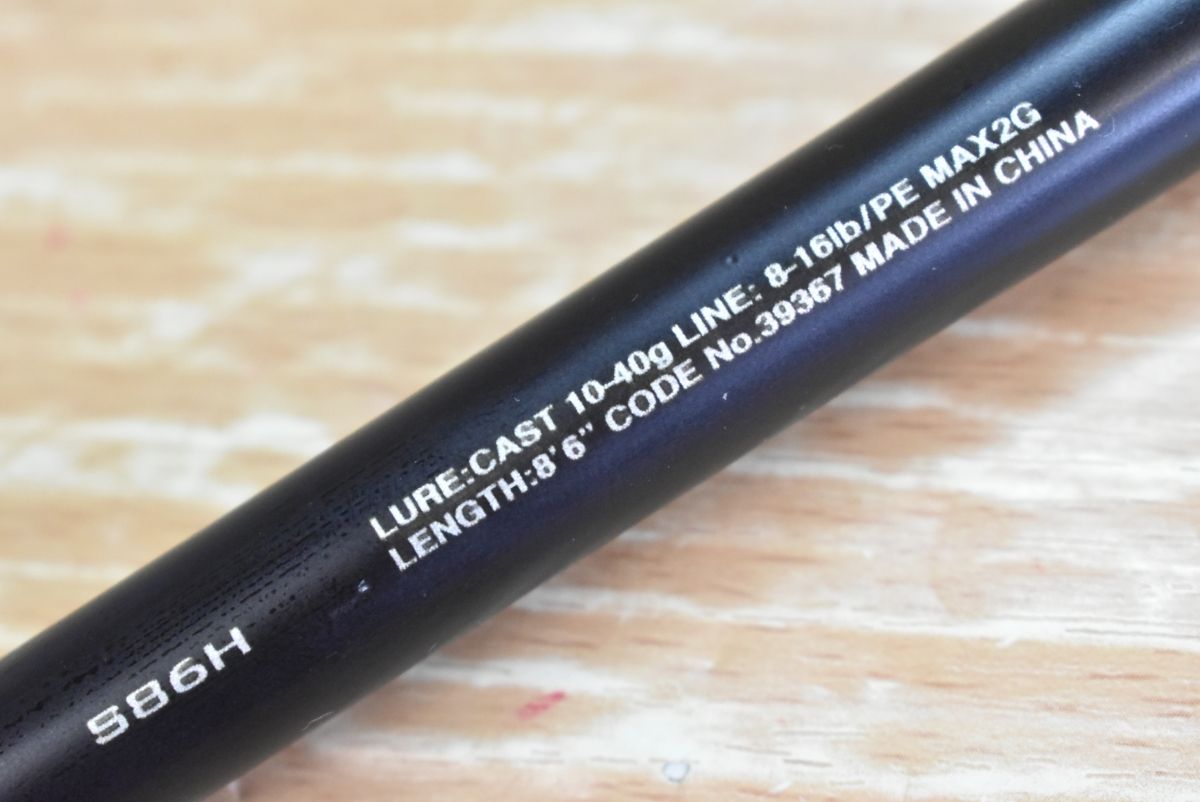 S86H
LURE:CAST 10-40g LINE: 8-16lb/PE MAX2G
LENGTH:8'6" CODE No.39367 MADE IN CHINA